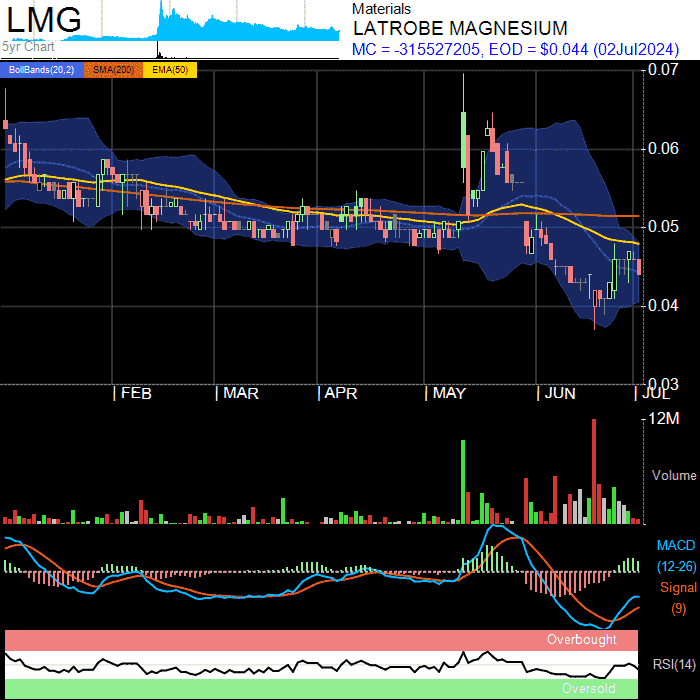 LMG
5yr Chart
Materials
LATROBE MAGNESIUM
MC = -315527205, EOD = $0.044 (02Jul2024)
BollBands(20,2) SMA(200) EMA(50)
0.07
0.06
0.05
0.04
0.03
FEB MAR APR MAY JUN JUL
12M
Volume
MACD
(12-26)
Signal
(9)
Overbought
RSI(14)
Oversold